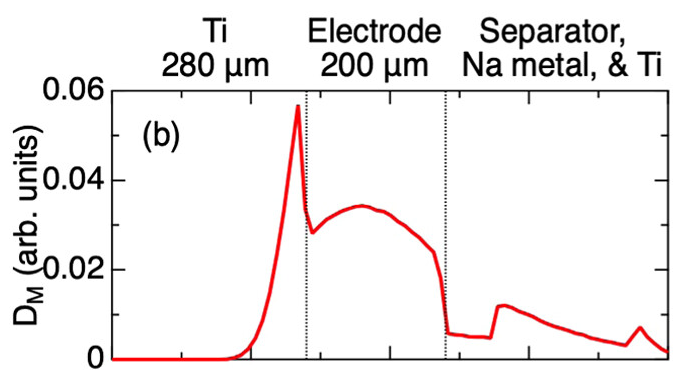 Ti Electrode Separator,
280 μm 200 μm Na metal, & Ti
0.06
(b)
0.04
0.02
0
D_M (arb. units)